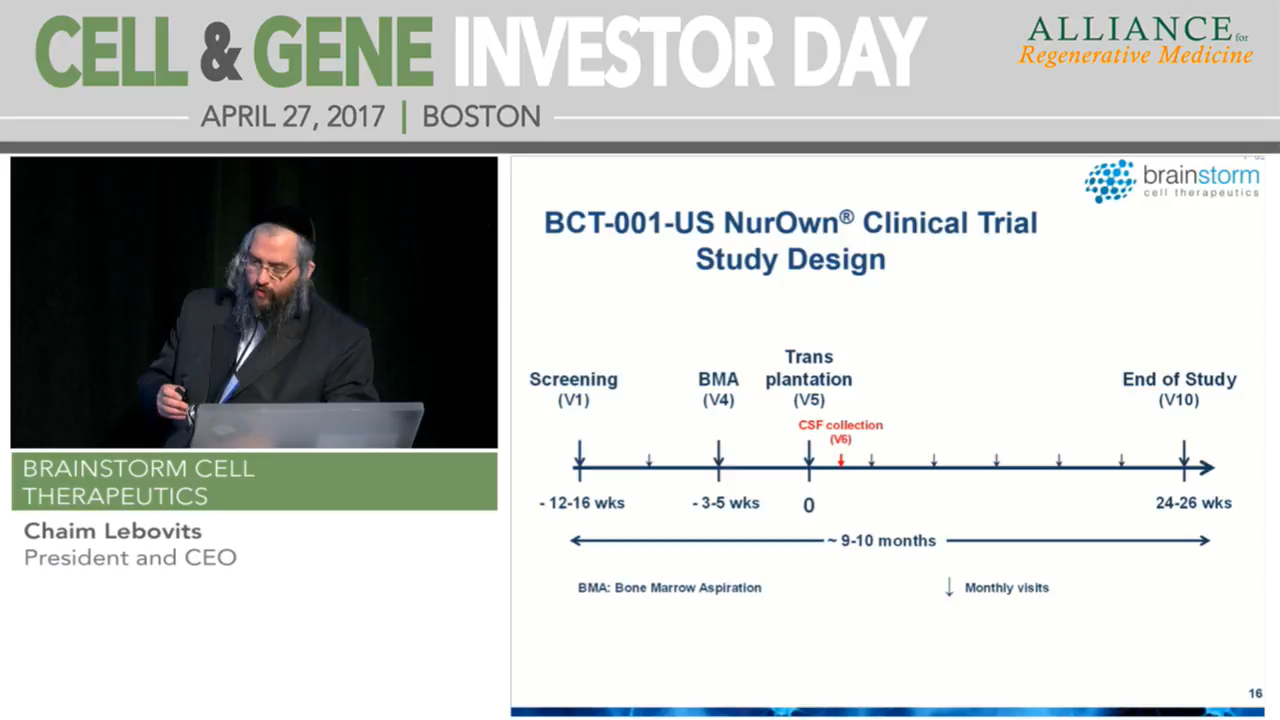 CELL & GENE INVESTOR DAY
APRIL 27, 2017 | BOSTON
ALLIANCE for
Regenerative Medicine
brainstorm
cell therapeutics
BCT-001-US NurOwn® Clinical Trial
Study Design
Screening
(V1)
BMA
(V4)
Trans
plantation
(V5)
CSF collection
(V6)
End of Study
(V10)
- 12-16 wks
- 3-5 wks
0
24-26 wks
~ 9-10 months
BMA: Bone Marrow Aspiration
Monthly visits
16
BRAINSTORM CELL
THERAPEUTICS
Chaim Lebovits
President and CEO